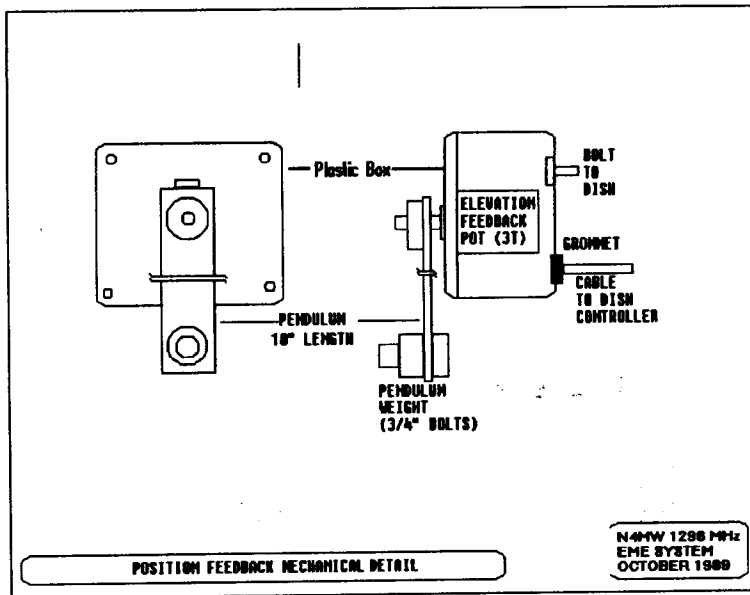 Plastic Box
BOLT
TO
DISH
ELEVATION
FEEDBACK
POT (3T)
GROMMET
CABLE
TO DISH
CONTROLLER
PENDULUM
10" LENGTH
PENDULUM
WEIGHT
(3/4" BOLTS)
POSITION FEEDBACK MECHANICAL DETAIL
N4MW 1296 MHz
EME SYSTEM
OCTOBER 1989